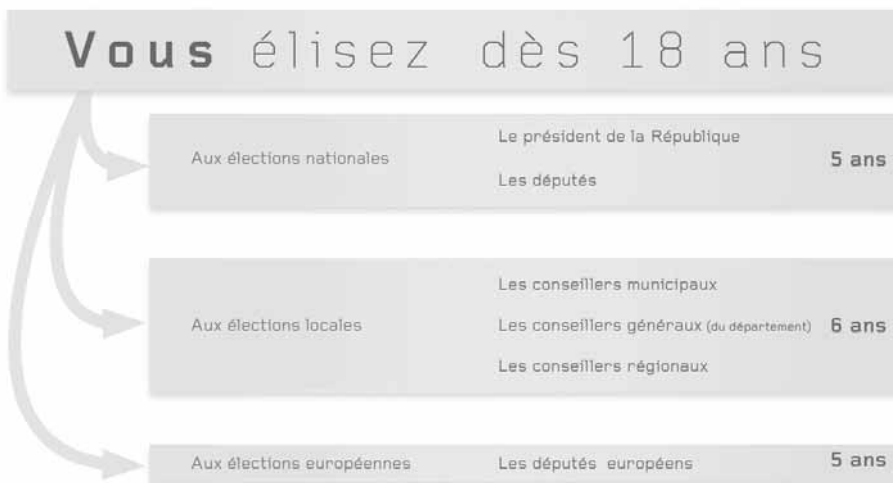 Vous élisez dès 18 ans
Aux élections nationales
Le président de la République
Les députés
5 ans
Aux élections locales
Les conseillers municipaux
Les conseillers généraux (du département)
Les conseillers régionaux
6 ans
Aux élections européennes
Les députés européens
5 ans